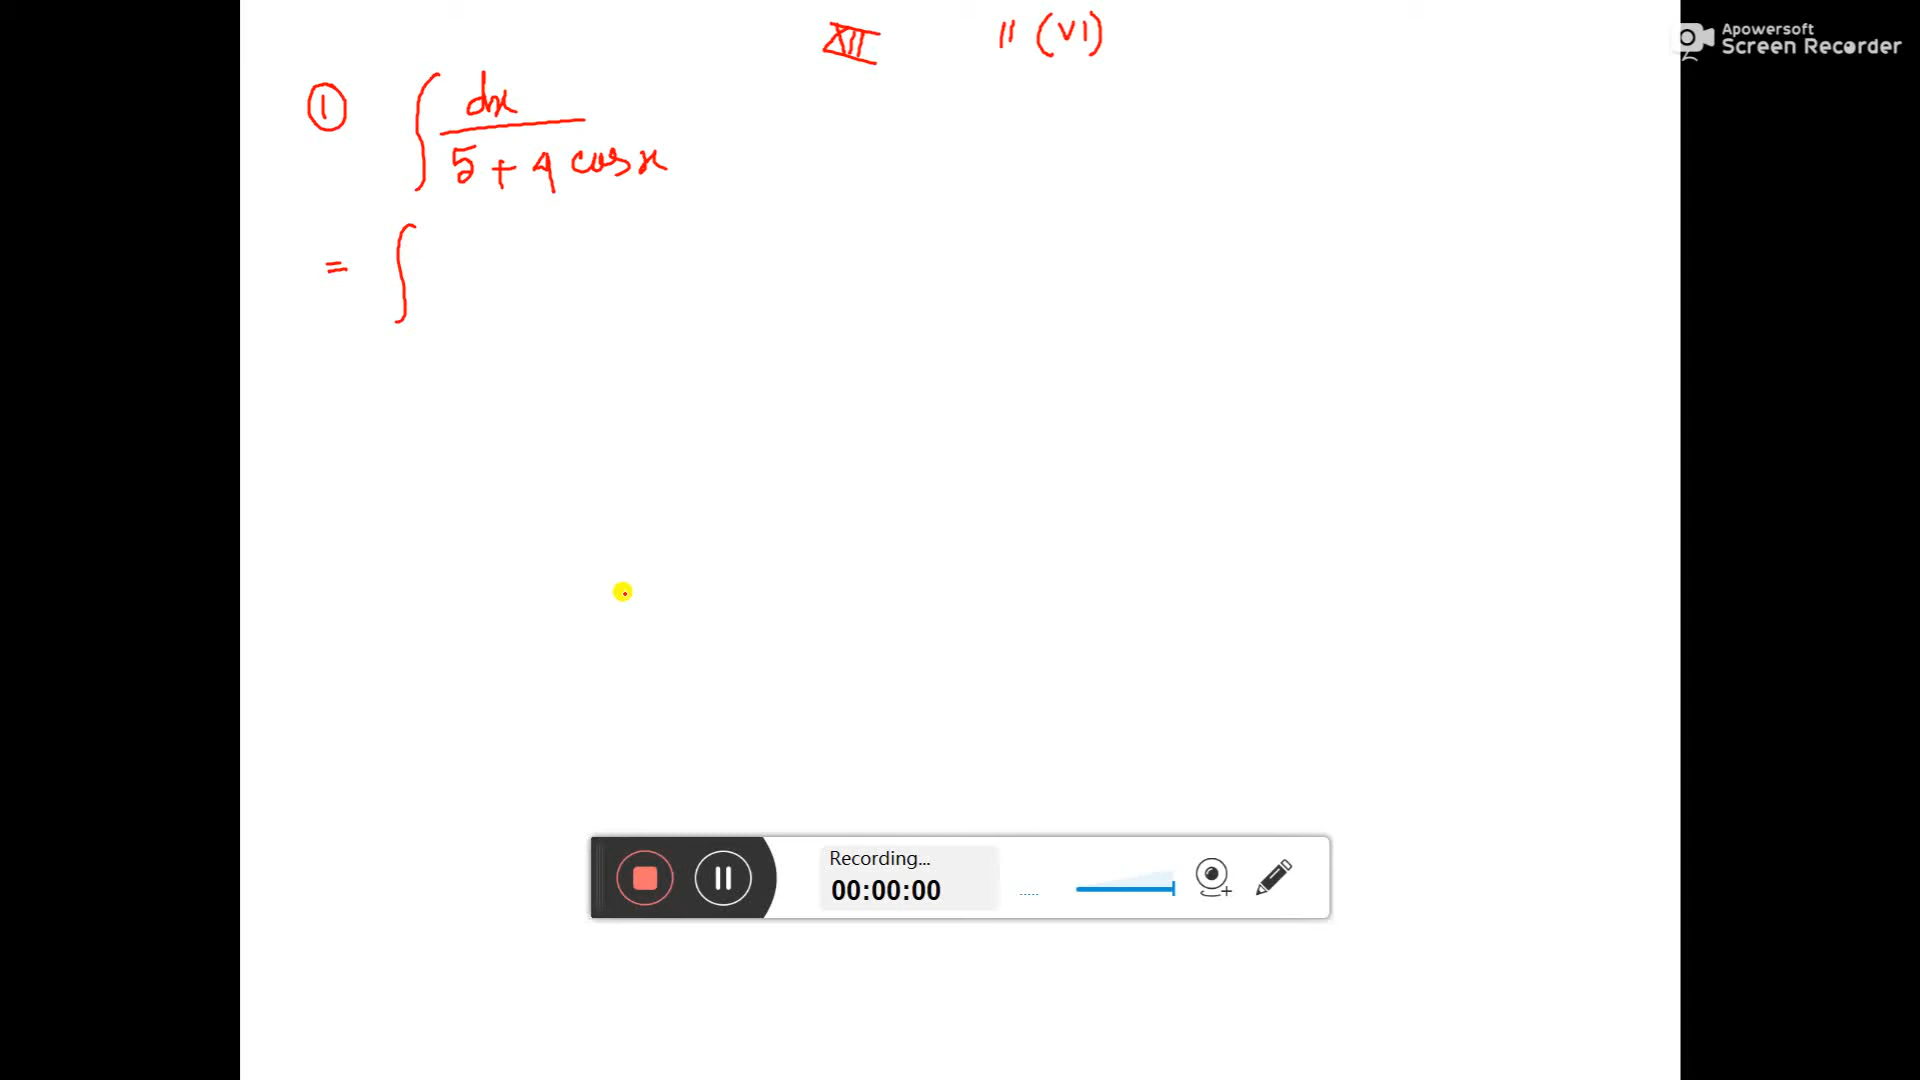 XII 11 (VI)
Apowersoft
Screen Recorder
① ∫ dx / 5 + 4 cos x
= ∫
Recording...
00:00:00